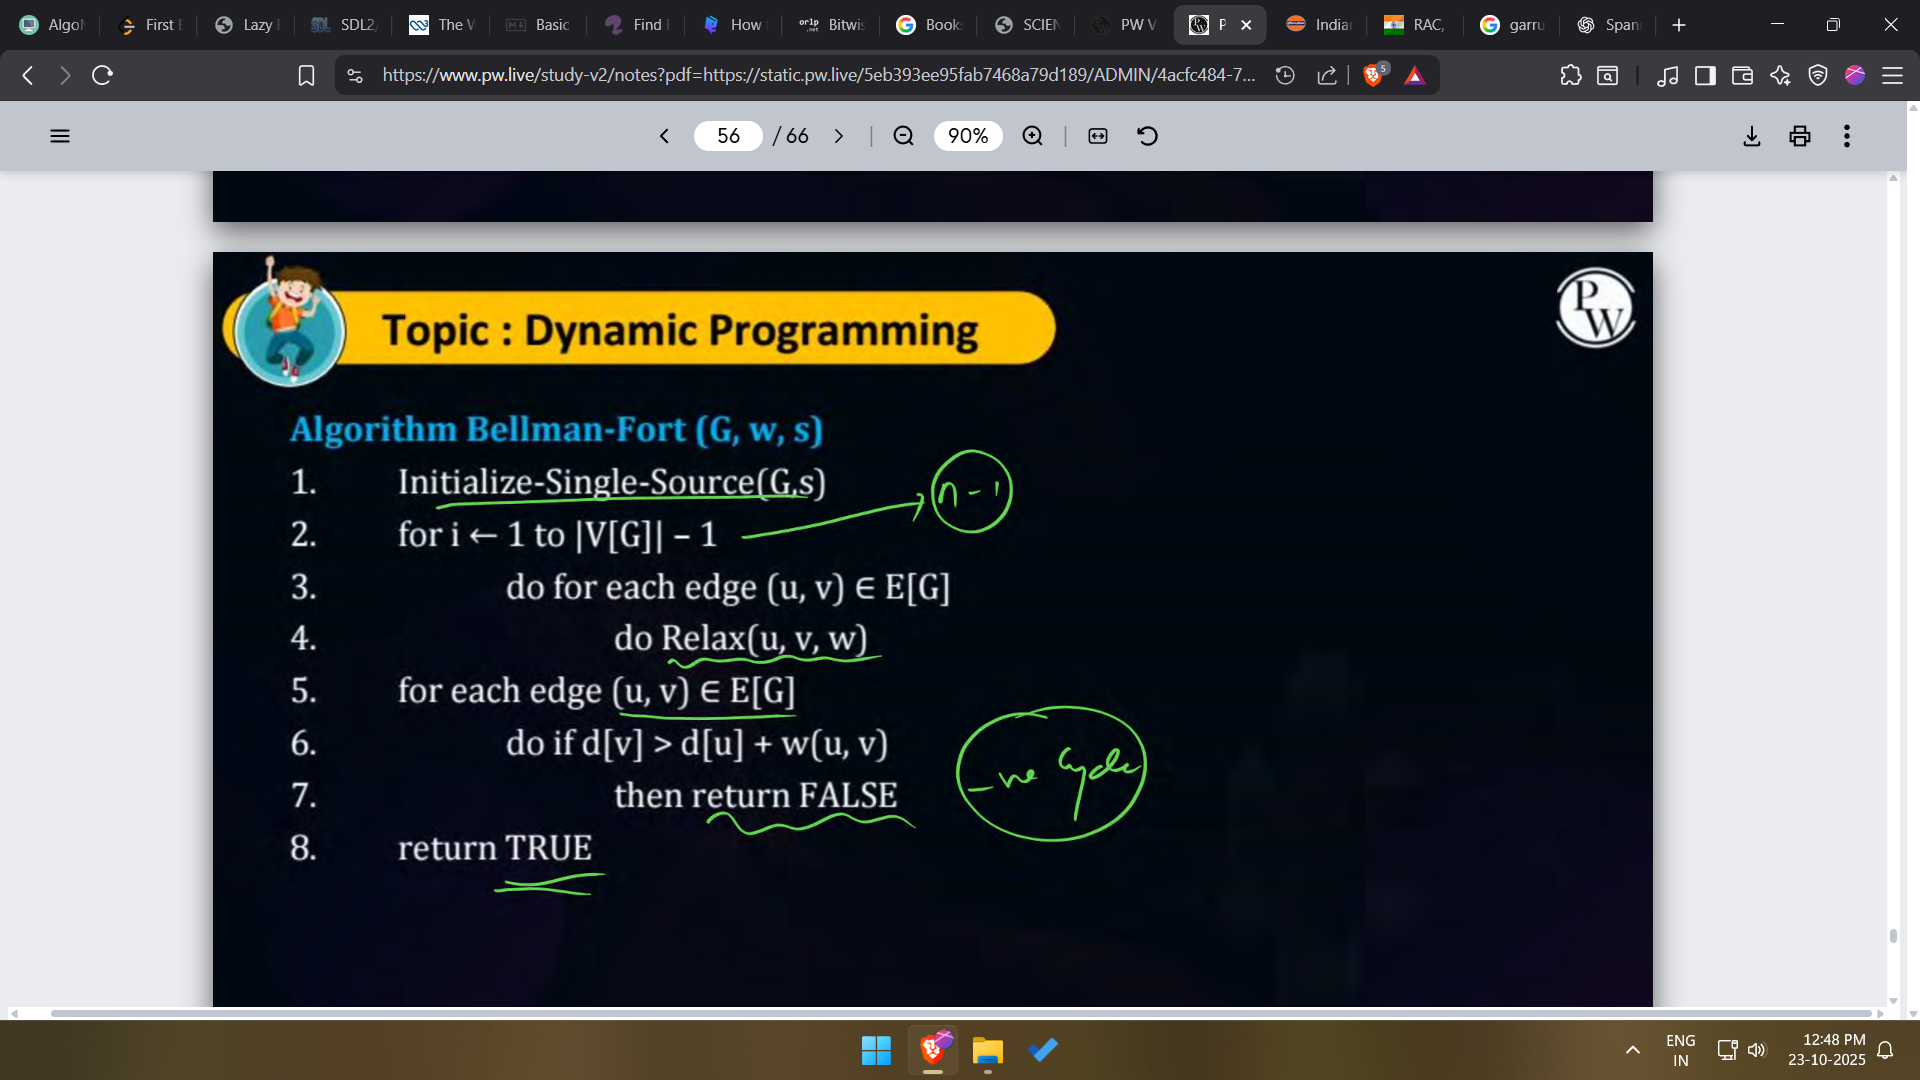 Algo
First
Lazy
SDL2
The W
Basic
Find
How
orlp .net
Bitwis
Book
SCIEN
PW V
P
India
RAC,
garru
Span
https://www.pw.live/study-v2/notes?pdf=https://static.pw.live/5eb393ee95fab7468a79d189/ADMIN/4acfc484-7...
5
56 / 66
90%
Topic : Dynamic Programming
PW
Algorithm Bellman-Fort (G, w, s)
1. Initialize-Single-Source(G,s)
n-1
2. for i ← 1 to |V[G]| – 1
3. do for each edge (u, v) ∈ E[G]
4. do Relax(u, v, w)
5. for each edge (u, v) ∈ E[G]
6. do if d[v] > d[u] + w(u, v)
-ve Cycle
7. then return FALSE
8. return TRUE
ENG
IN
12:48 PM
23-10-2025